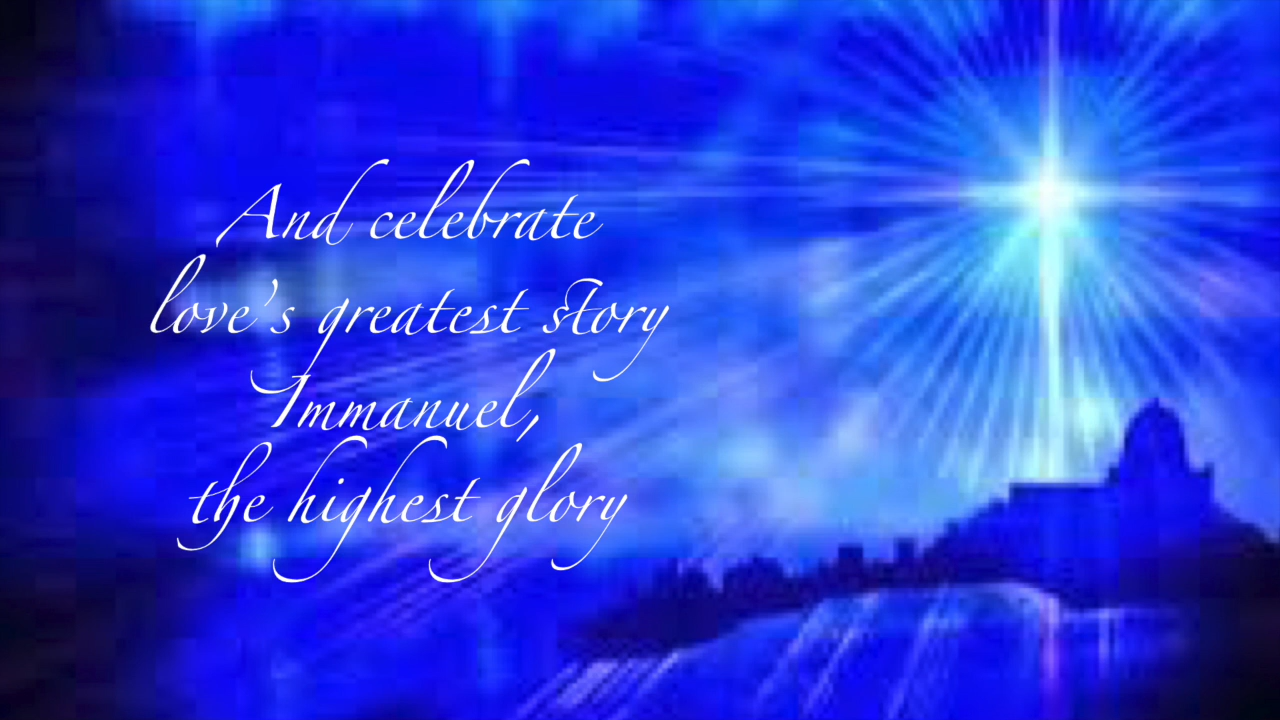 And celebrate
love's greatest story
Immanuel,
the highest glory